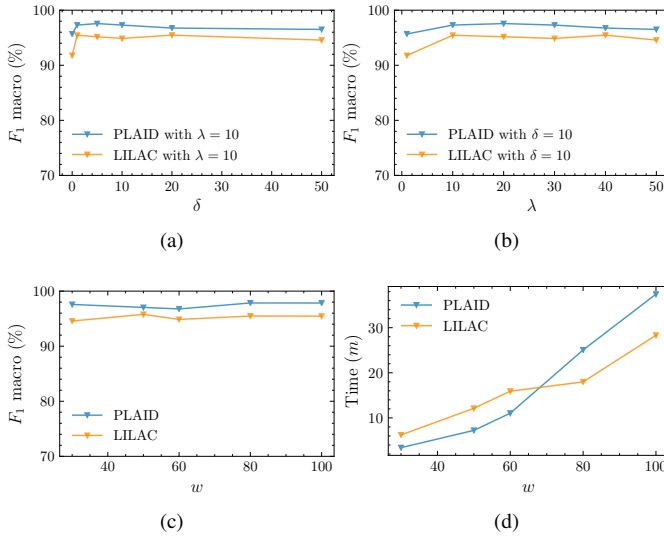 100
90
80
70
F1 macro (%)
PLAID with λ = 10
LILAC with λ = 10
0 10 20 30 40 50
δ
(a)
100
90
80
70
F1 macro (%)
PLAID with δ = 10
LILAC with δ = 10
0 10 20 30 40 50
λ
(b)
100
90
80
70
F1 macro (%)
PLAID
LILAC
40 60 80 100
w
(c)
30
20
10
Time (m)
PLAID
LILAC
40 60 80 100
w
(d)